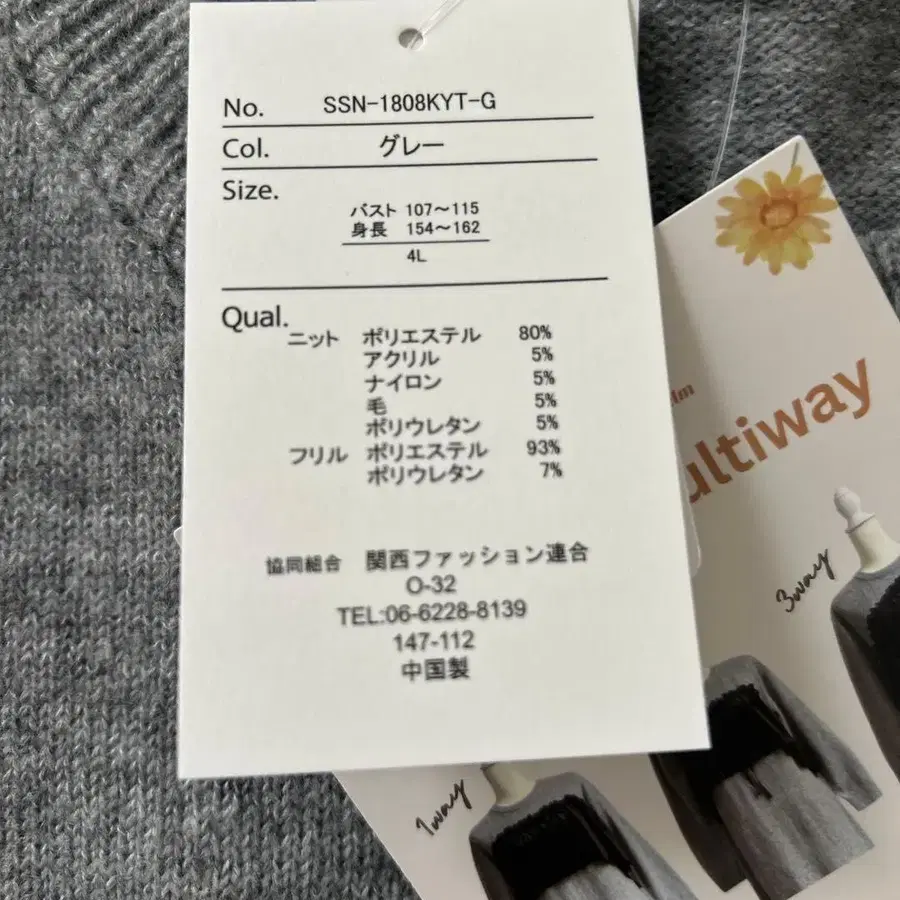 No. SSN-1808KYT-G
Col. グレー
Size.
バスト 107～115
身長 154～162
4L
Qual.
ニット ポリエステル 80%
アクリル 5%
ナイロン 5%
毛 5%
ポリウレタン 5%
フリル ポリエステル 93%
ポリウレタン 7%
協同組合 関西ファッション連合
O-32
TEL:06-6228-8139
147-112
中国製
ultiway
3way
1way